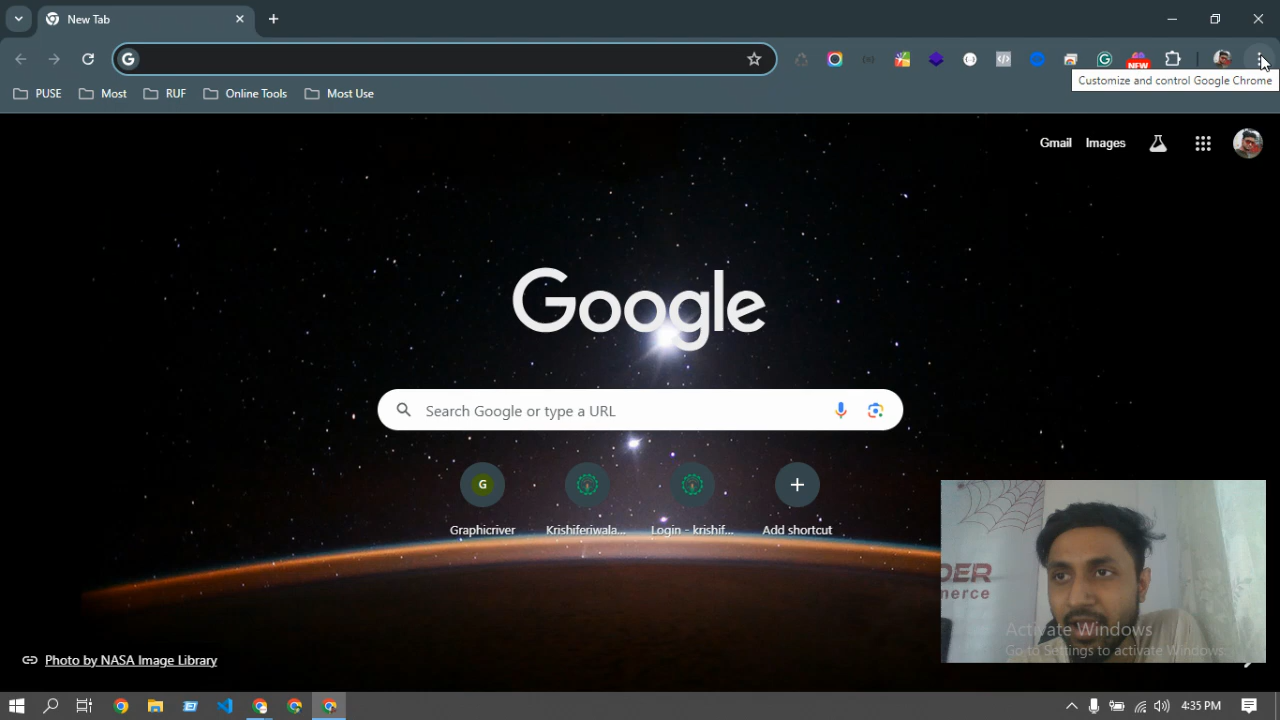 New Tab
NEW
Customize and control Google Chrome
PUSE
Most
RUF
Online Tools
Most Use
Gmail
Images
Google
Search Google or type a URL
G
Graphicriver
Krishiferiwala...
Login - krishif...
Add shortcut
DER
merce
Activate Windows
Go to Settings to activate Windows.
Photo by NASA Image Library
4:35 PM